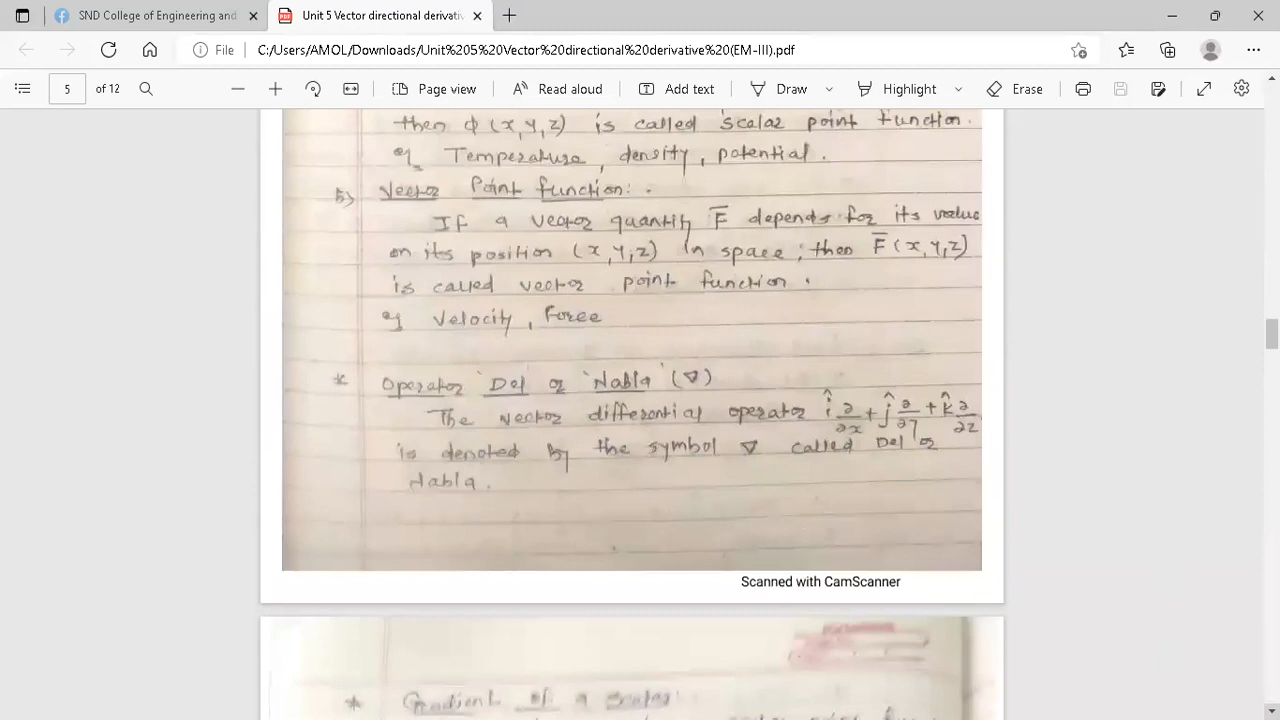 SND College of Engineering and
Unit 5 Vector directional derivativ
File
C:/Users/AMOL/Downloads/Unit%205%20Vector%20directional%20derivative%20(EM-III).pdf
5 of 12
Page view
Read aloud
Add text
Draw
Highlight
Erase
then φ (x,y,z) is called scalar point function.
eg. Temperature, density, potential.
5) Vector Point function: .
If a vector quantity F̅ depends for its value
on its position (x,y,z) in space; then F̅(x,y,z)
is called vector point function.
eg Velocity, Force
* Operator 'Del or 'Nabla' (∇)
The vector differential operator î ∂/∂x + ĵ ∂/∂y + k̂ ∂/∂z
is denoted by the symbol ∇ called Del or
Nabla.
Scanned with CamScanner
* Gradient of a scalar: